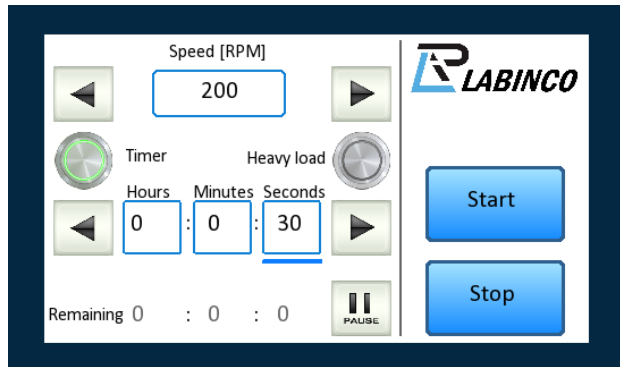 Speed [RPM]
200
LABINCO
Timer
Heavy load
Hours Minutes Seconds
0 : 0 : 30
Start
Remaining 0 : 0 : 0
PAUSE
Stop